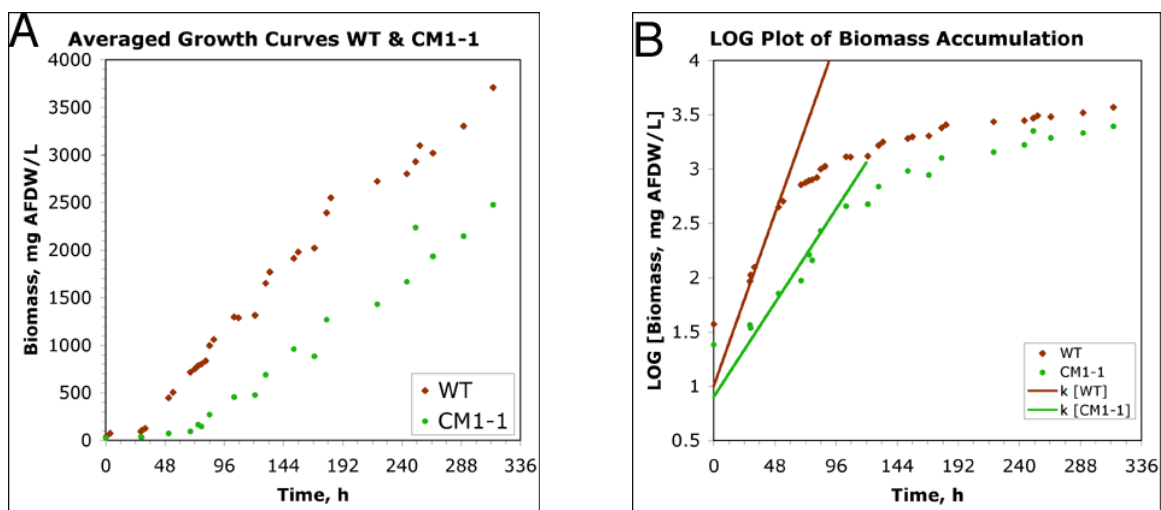 A
Averaged Growth Curves WT & CM1-1
Biomass, mg AFDW/L
4000
3500
3000
2500
2000
1500
1000
500
0
0 48 96 144 192 240 288 336
Time, h
WT
CM1-1
B
LOG Plot of Biomass Accumulation
LOG [Biomass, mg AFDW/L]
4
3.5
3
2.5
2
1.5
1
0.5
0 48 96 144 192 240 288 336
Time, h
WT
CM1-1
k [WT]
k [CM1-1]